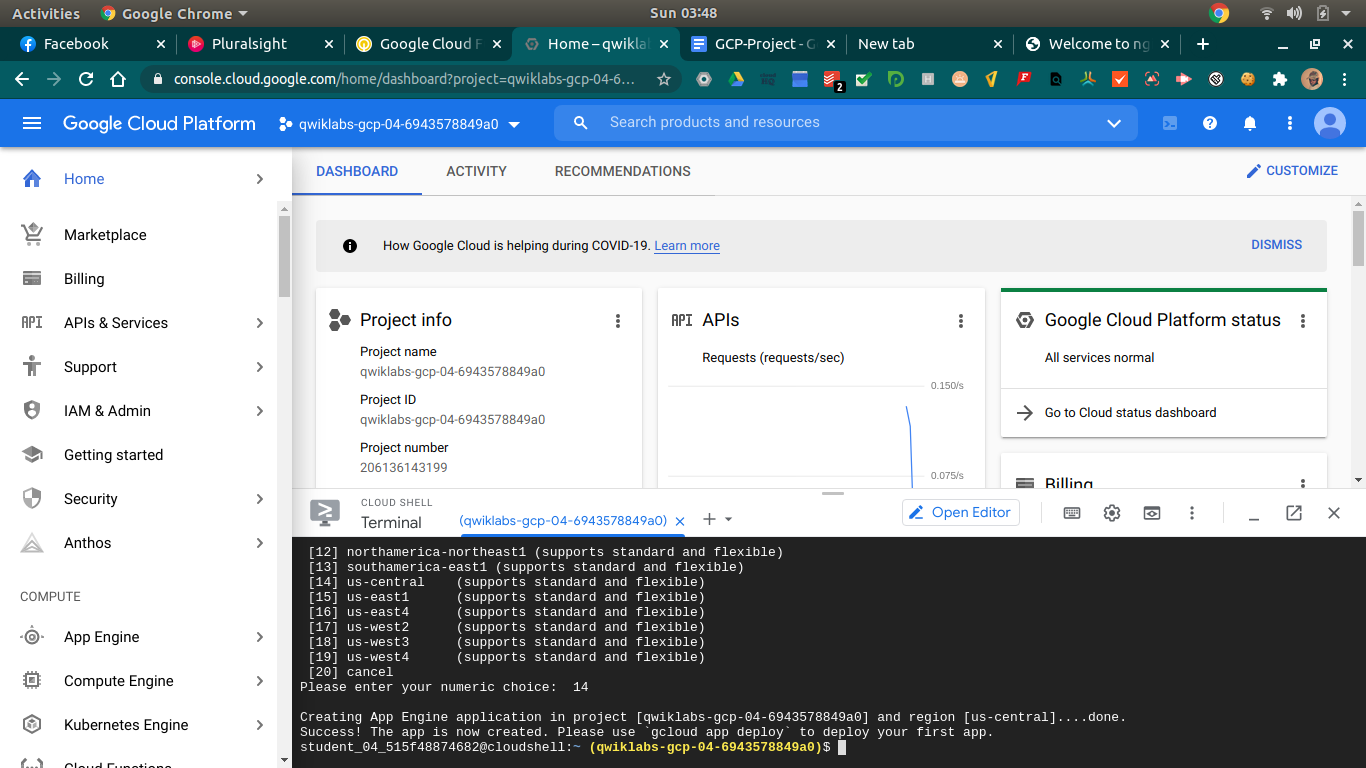 Activities
Google Chrome
Sun 03:48
Facebook
Pluralsight
Google Cloud F
Home – qwikla
GCP-Project - G
New tab
Welcome to ng
console.cloud.google.com/home/dashboard?project=qwiklabs-gcp-04-6…
2
Google Cloud Platform
qwiklabs-gcp-04-6943578849a0
Search products and resources
Home
Marketplace
Billing
API APIs & Services
Support
IAM & Admin
Getting started
Security
Anthos
COMPUTE
App Engine
Compute Engine
Kubernetes Engine
Cloud Functions
DASHBOARD
ACTIVITY
RECOMMENDATIONS
CUSTOMIZE
How Google Cloud is helping during COVID-19. Learn more
DISMISS
Project info
Project name
qwiklabs-gcp-04-6943578849a0
Project ID
qwiklabs-gcp-04-6943578849a0
Project number
206136143199
API APIs
Requests (requests/sec)
0.150/s
0.075/s
Google Cloud Platform status
All services normal
Go to Cloud status dashboard
Billing
CLOUD SHELL
Terminal
(qwiklabs-gcp-04-6943578849a0)
Open Editor
[12] northamerica-northeast1 (supports standard and flexible)
[13] southamerica-east1 (supports standard and flexible)
[14] us-central    (supports standard and flexible)
[15] us-east1      (supports standard and flexible)
[16] us-east4      (supports standard and flexible)
[17] us-west2      (supports standard and flexible)
[18] us-west3      (supports standard and flexible)
[19] us-west4      (supports standard and flexible)
[20] cancel
Please enter your numeric choice:  14
Creating App Engine application in project [qwiklabs-gcp-04-6943578849a0] and region [us-central]....done.
Success! The app is now created. Please use `gcloud app deploy` to deploy your first app.
student_04_515f48874682@cloudshell:~ (qwiklabs-gcp-04-6943578849a0)$